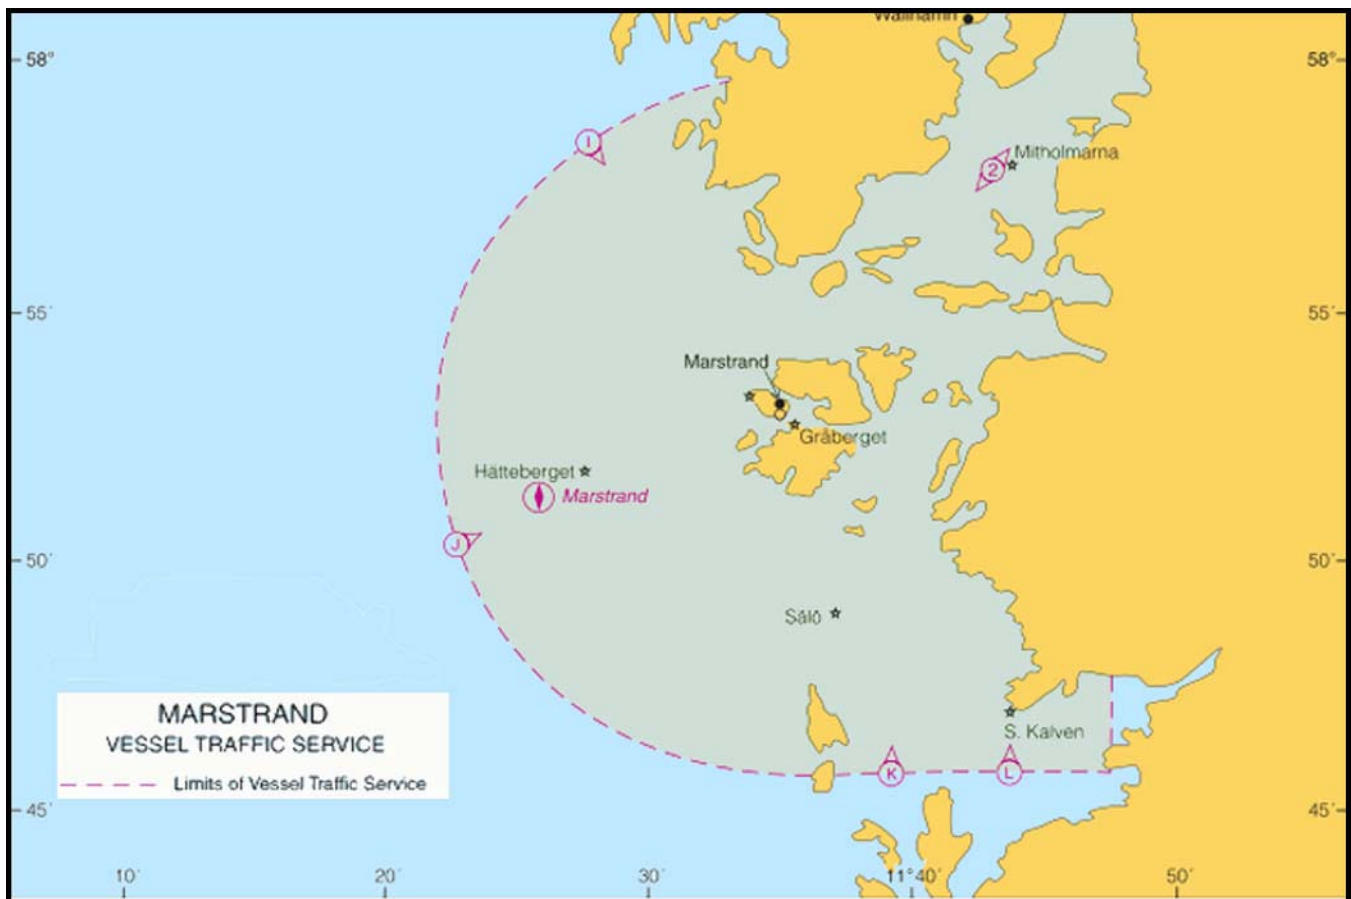 Wallhamn
58°
58°
I
Mitholmarna
2
55´
55´
Marstrand
Gråberget
Hätteberget
Marstrand
J
50´
50´
Sälö
MARSTRAND
VESSEL TRAFFIC SERVICE
Limits of Vessel Traffic Service
S. Kalven
K
L
45´
45´
10´
20´
30´
11°40´
50´